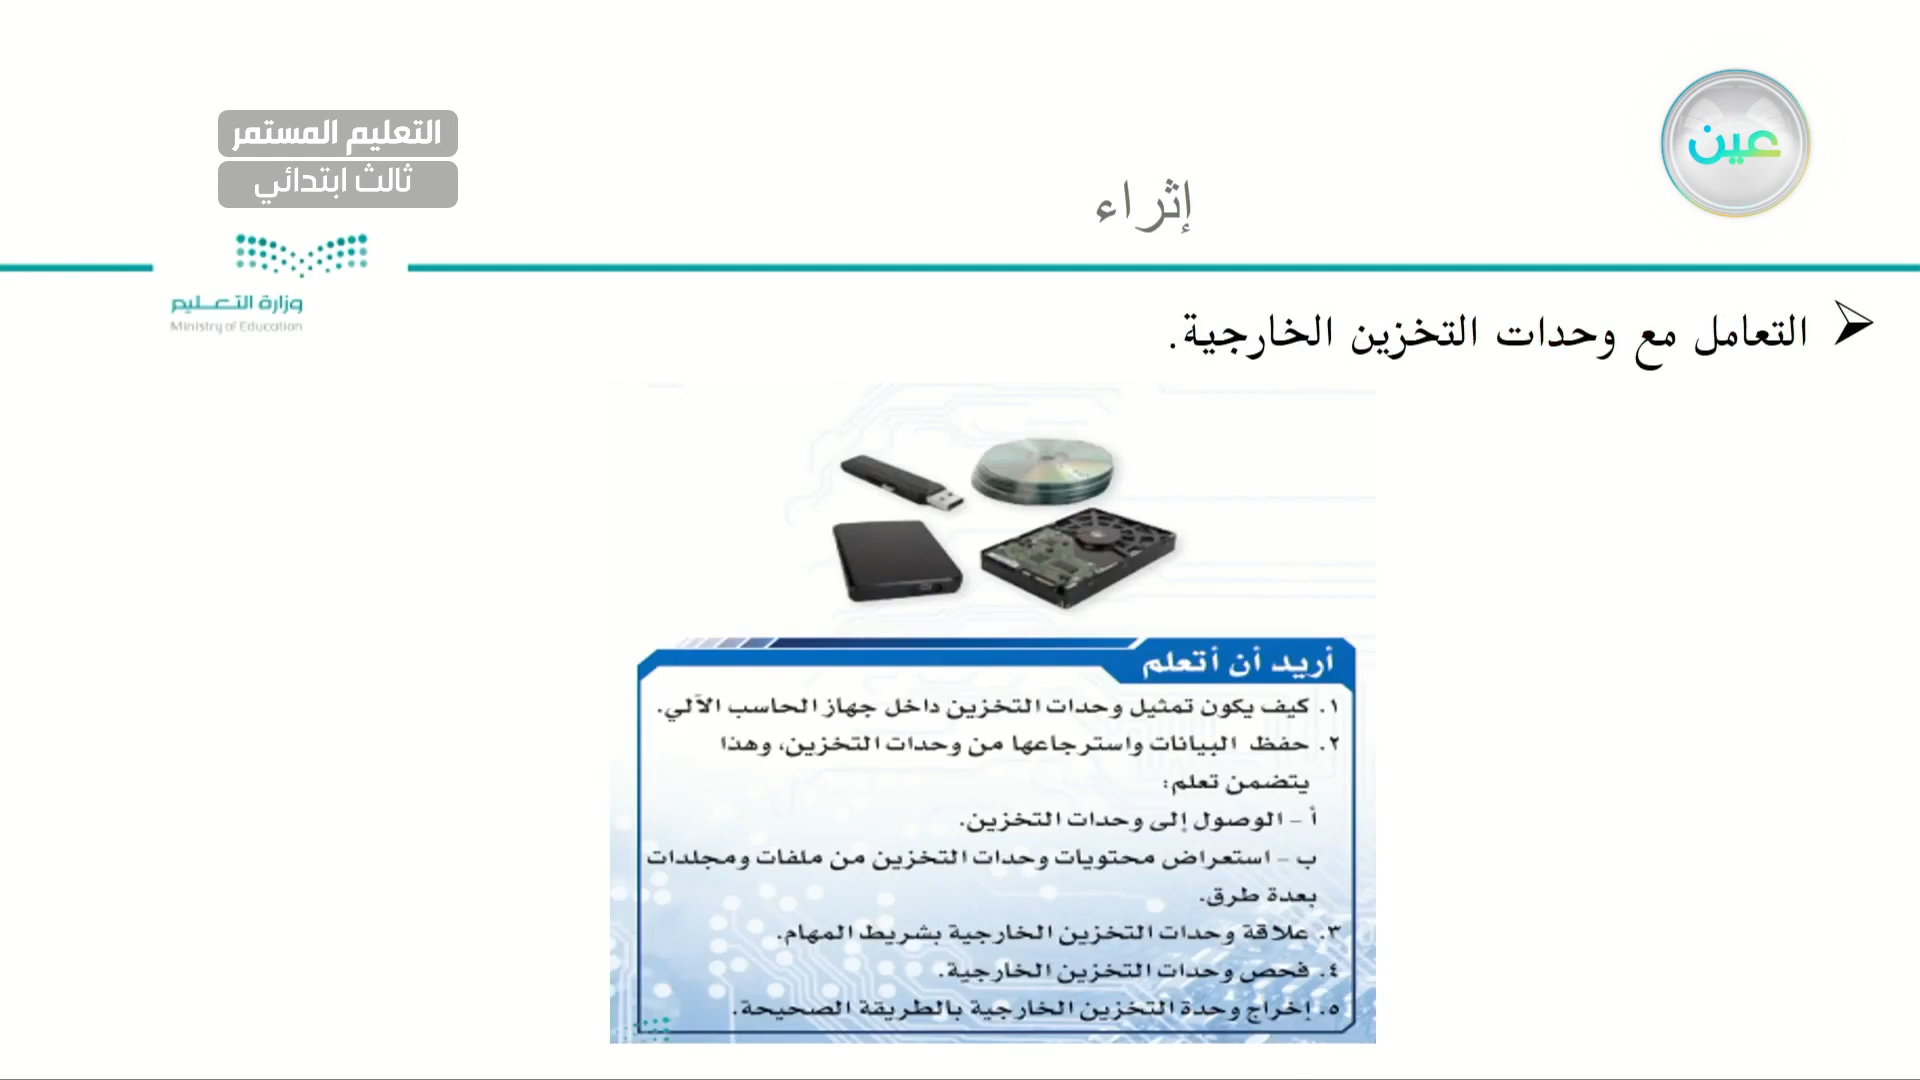 عين
التعليم المستمر
ثالث ابتدائي
إثراء
وزارة التعـــليم
Ministry of Education
التعامل مع وحدات التخزين الخارجية.
أريد أن أتعلم
١. كيف يكون تمثيل وحدات التخزين داخل جهاز الحاسب الآلي.
٢. حفظ البيانات واسترجاعها من وحدات التخزين، وهذا
يتضمن تعلم:
أ – الوصول إلى وحدات التخزين.
ب – استعراض محتويات وحدات التخزين من ملفات ومجلدات
بعدة طرق.
٣. علاقة وحدات التخزين الخارجية بشريط المهام.
٤. فحص وحدات التخزين الخارجية.
٥. إخراج وحدة التخزين الخارجية بالطريقة الصحيحة.